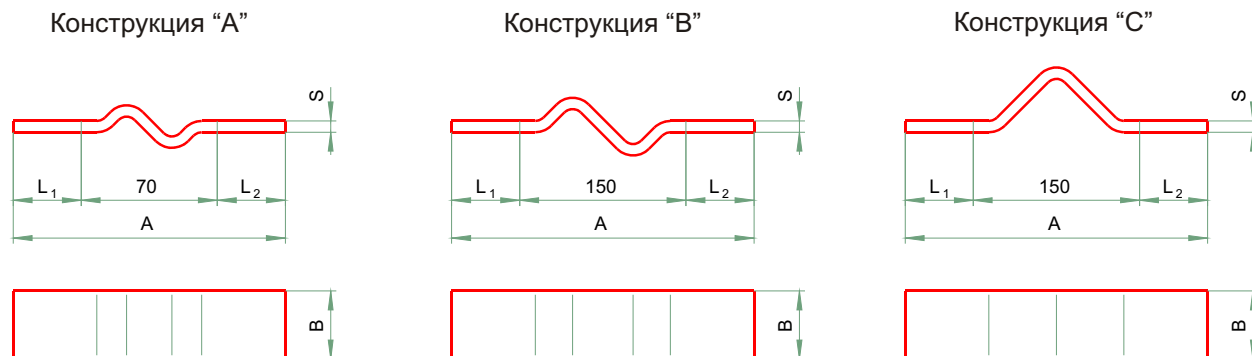 Конструкция “A”
Конструкция “B”
Конструкция “C”
S
S
S
L1
70
L2
L1
150
L2
L1
150
L2
A
A
A
B
B
B